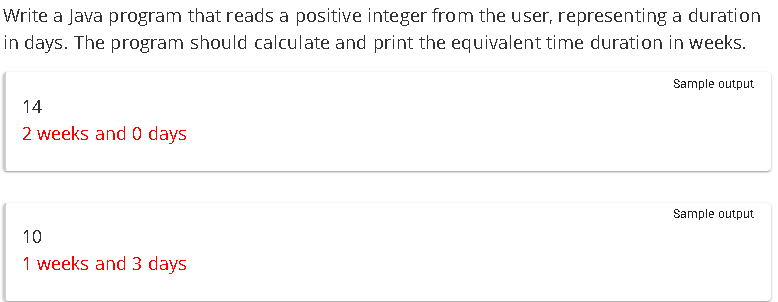 Write a Java program that reads a positive integer from the user, representing a duration
in days. The program should calculate and print the equivalent time duration in weeks.
Sample output
14
2 weeks and 0 days
Sample output
10
1 weeks and 3 days